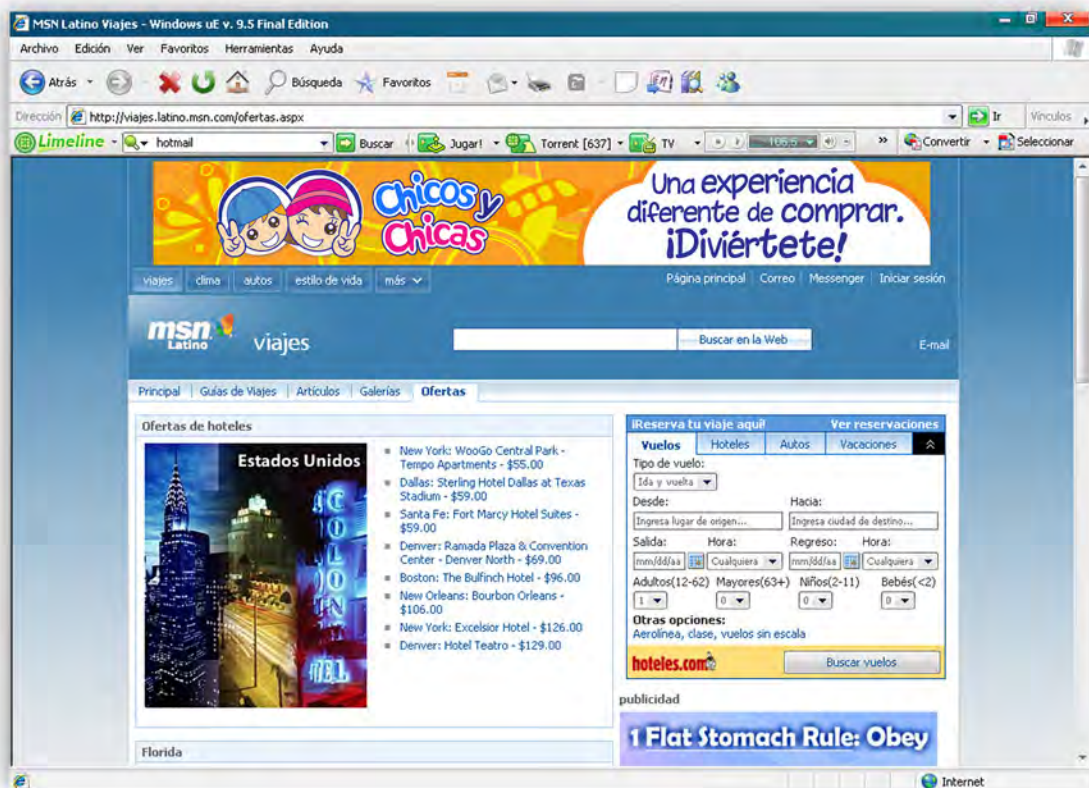 MSN Latino Viajes - Windows uE v. 9.5 Final Edition
Archivo Edición Ver Favoritos Herramientas Ayuda
Atrás Búsqueda Favoritos
Dirección http://viajes.latino.msn.com/ofertas.aspx Ir Vínculos
Limeline hotmail Buscar Jugar! Torrent [637] TV » Convertir Seleccionar
Chicos y Chicas
Una experiencia
diferente de comprar.
¡Diviértete!
viajes clima autos estilo de vida más
Página principal Correo Messenger Iniciar sesión
msn Latino viajes
Buscar en la Web
E-mail
Principal Guías de Viajes Artículos Galerías Ofertas
Ofertas de hoteles
Estados Unidos
COLON
HOTEL
New York: WooGo Central Park -
Tempo Apartments - $55.00
Dallas: Sterling Hotel Dallas at Texas
Stadium - $59.00
Santa Fe: Fort Marcy Hotel Suites -
$59.00
Denver: Ramada Plaza & Convention
Center - Denver North - $69.00
Boston: The Bulfinch Hotel - $96.00
New Orleans: Bourbon Orleans -
$106.00
New York: Excelsior Hotel - $126.00
Denver: Hotel Teatro - $129.00
Florida
¡Reserva tu viaje aquí! Ver reservaciones
Vuelos Hoteles Autos Vacaciones
Tipo de vuelo:
Ida y vuelta
Desde: Hacia:
Ingresa lugar de origen... Ingresa ciudad de destino...
Salida: Hora: Regreso: Hora:
mm/dd/aa Cualquiera mm/dd/aa Cualquiera
Adultos(12-62) Mayores(63+) Niños(2-11) Bebés(<2)
1 0 0 0
Otras opciones:
Aerolínea, clase, vuelos sin escala
hoteles.com Buscar vuelos
publicidad
1 Flat Stomach Rule: Obey
Internet